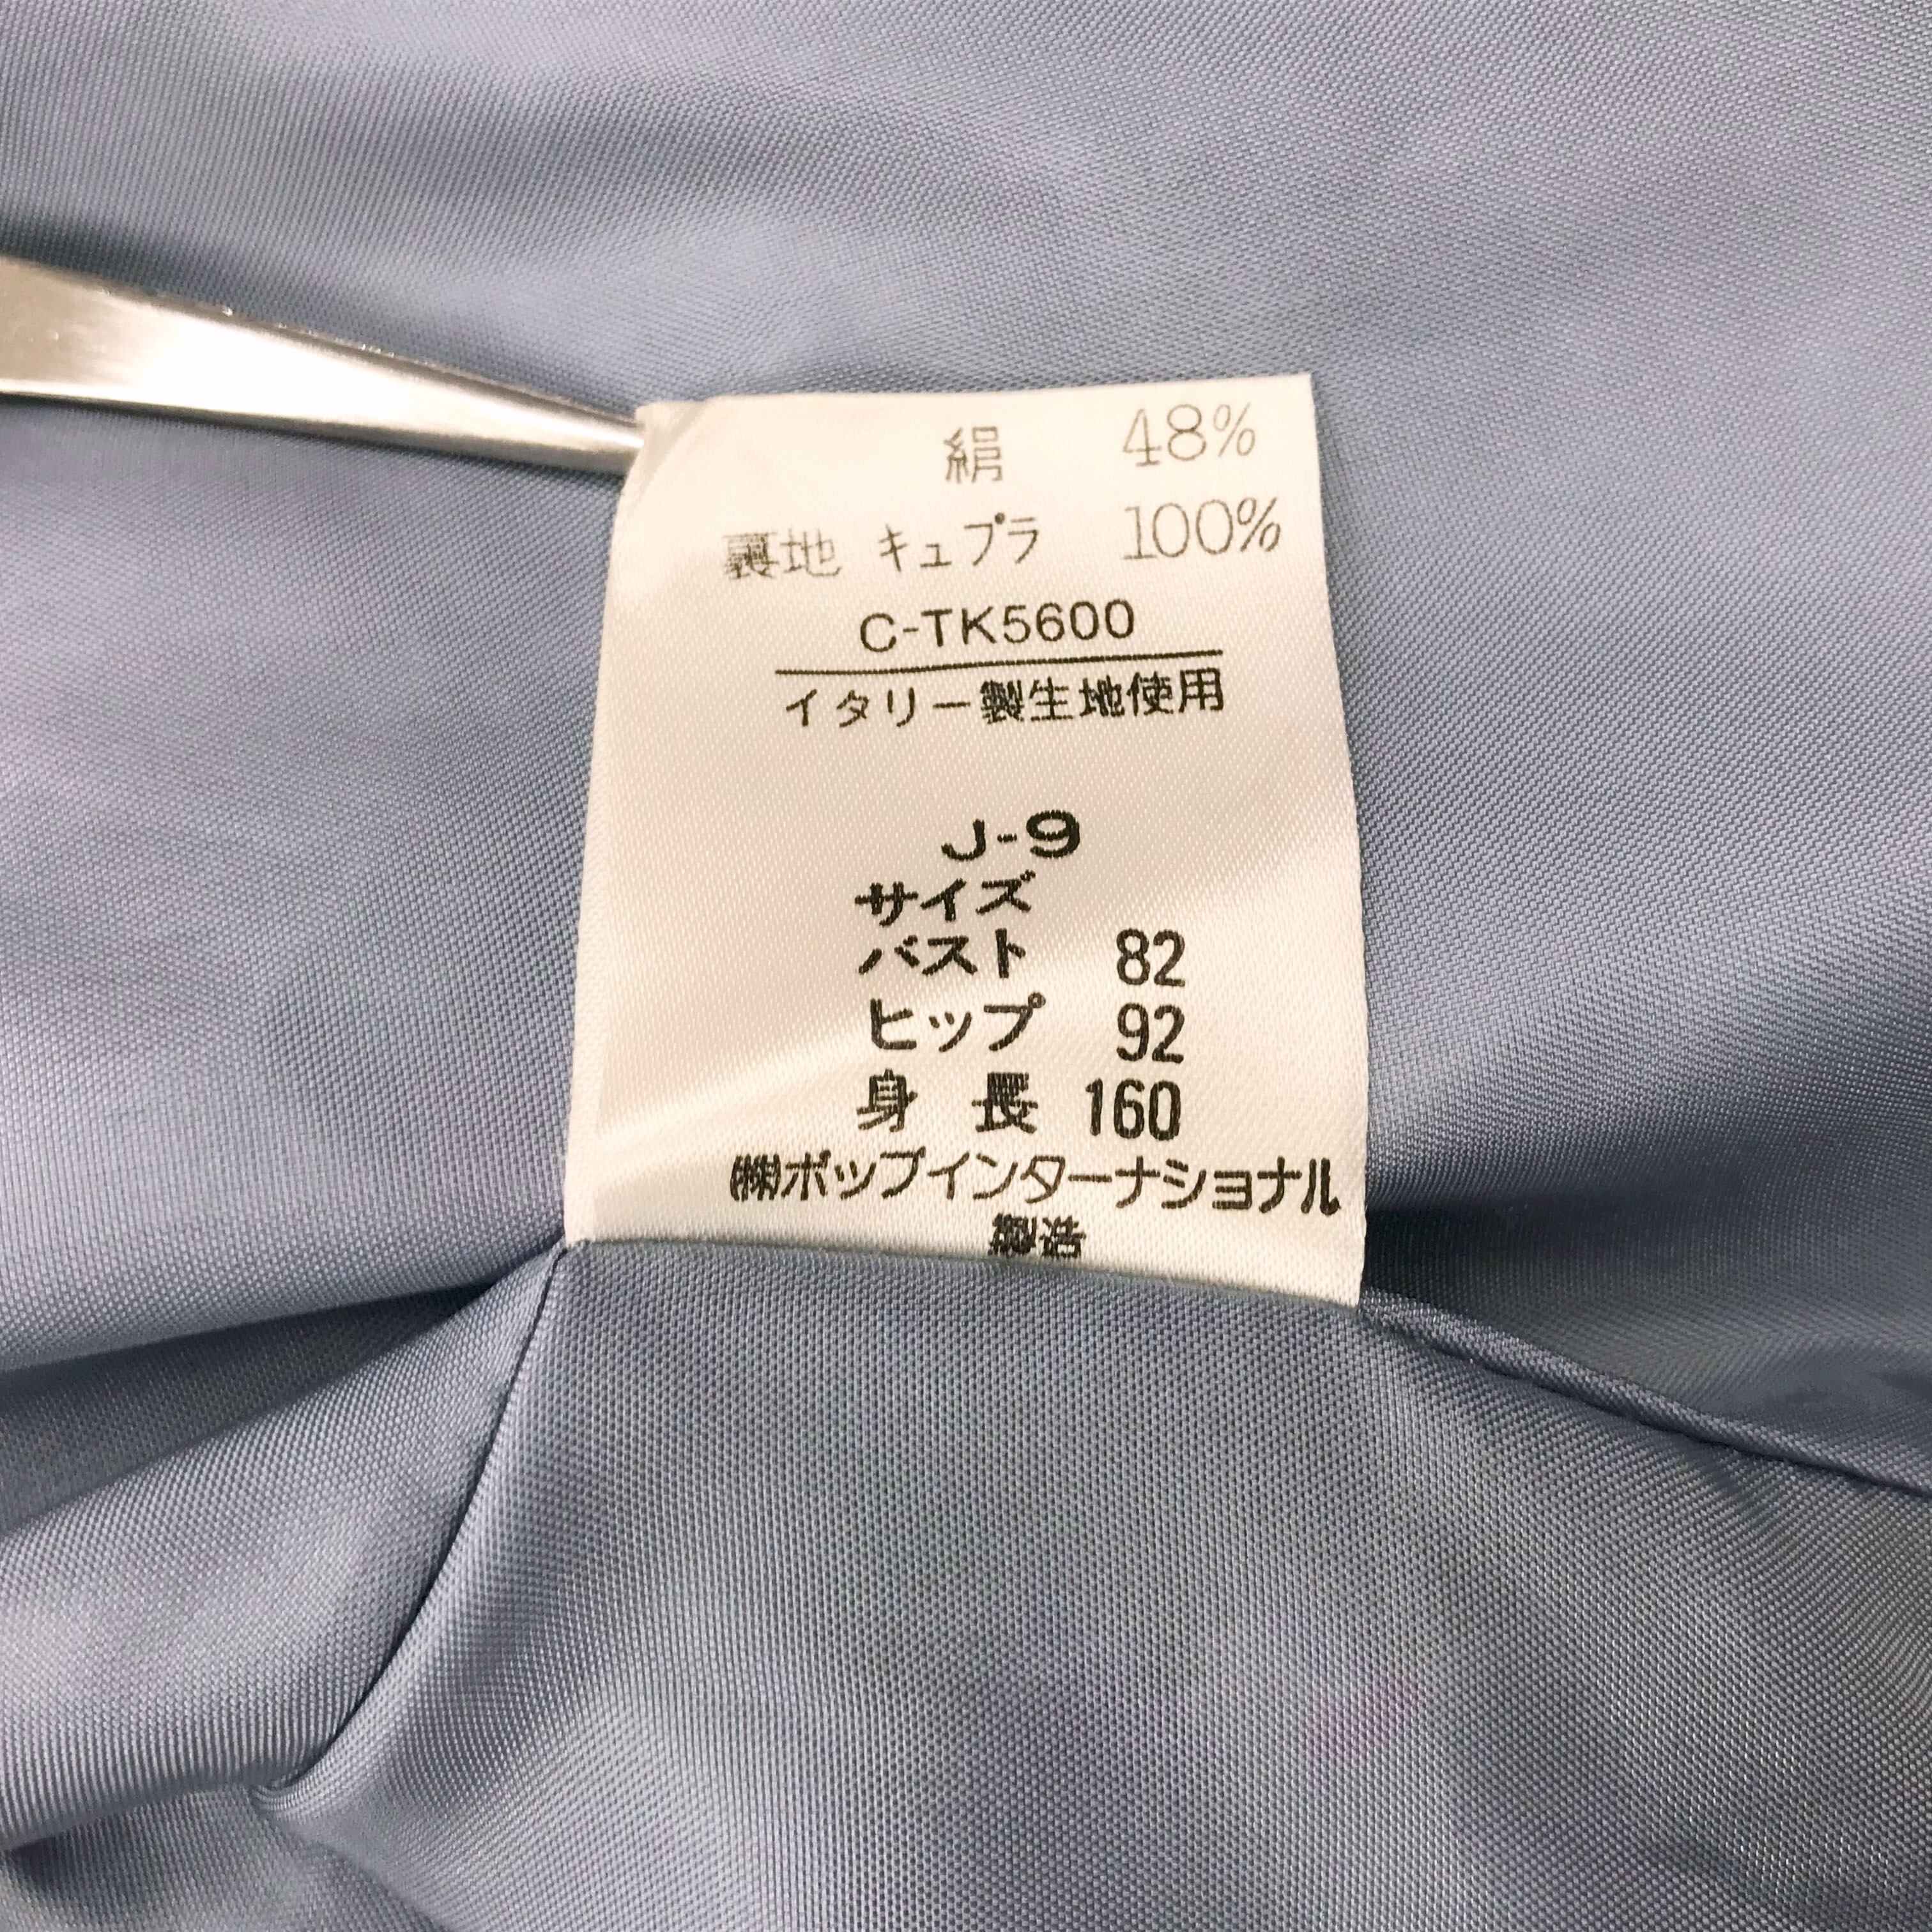 絹 48%
裏地 キュプラ 100%
C-TK5600
イタリー製生地使用
J-9
サイズ
バスト 82
ヒップ 92
身長 160
㈱ポップインターナショナル
製造